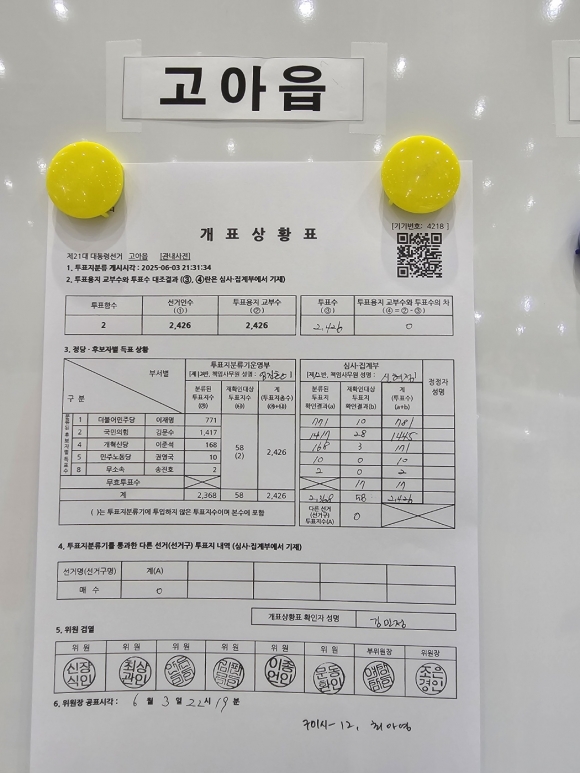 고아읍
개 표 상 황 표
[기기번호: 4218]
제21대 대통령선거 고아읍 [관내사전]
1. 투표지분류 개시시각 : 2025-06-03 21:31:34
2. 투표용지 교부수와 투표수 대조결과 (③, ④란은 심사·집계부에서 기재)
투표함수 선거인수 (①) 투표용지 교부수 (②) 투표수 (③) 투표용지 교부수와 투표수의 차 (④ = ② - ③)
2 2,426 2,426 2,426 0
3. 정당·후보자별 득표 상황
부서별 투표지분류기운영부 심사·집계부 정정자 성명
구 분 분류된 투표지수 재확인대상 투표지수 계 (투표지총수) 분류된 투표지 확인결과(a) 재확인대상 투표지 확인결과(b) 계 (투표수) (a+b)
1 더불어민주당 이재명 771 771 10 781
2 국민의힘 김문수 1,417 1417 28 1445
4 개혁신당 이준석 168 58 (2) 2,426 168 3 171
5 민주노동당 권영국 10 10 0 10
8 무소속 송진호 2 2 0 2
무효투표수 17 17
계 2,368 58 2,426 2,368 58 2,426
( )는 투표지분류기에 투입하지 않은 투표지수이며 본수에 포함 다른 선거 (선거구) 투표지수(A) 0
4. 투표지분류기를 통과한 다른 선거(선거구) 투표지 내역 (심사·집계부에서 기재)
선거명(선거구명) 계(A)
매 수 0
개표상황표 확인자 성명
5. 위원 검열
위 원 위 원 위 원 위 원 위 원 위 원 부위원장 위원장
6. 위원장 공표시각 : 6 월 3 일 22시 19 분
구미시-12, 최아영